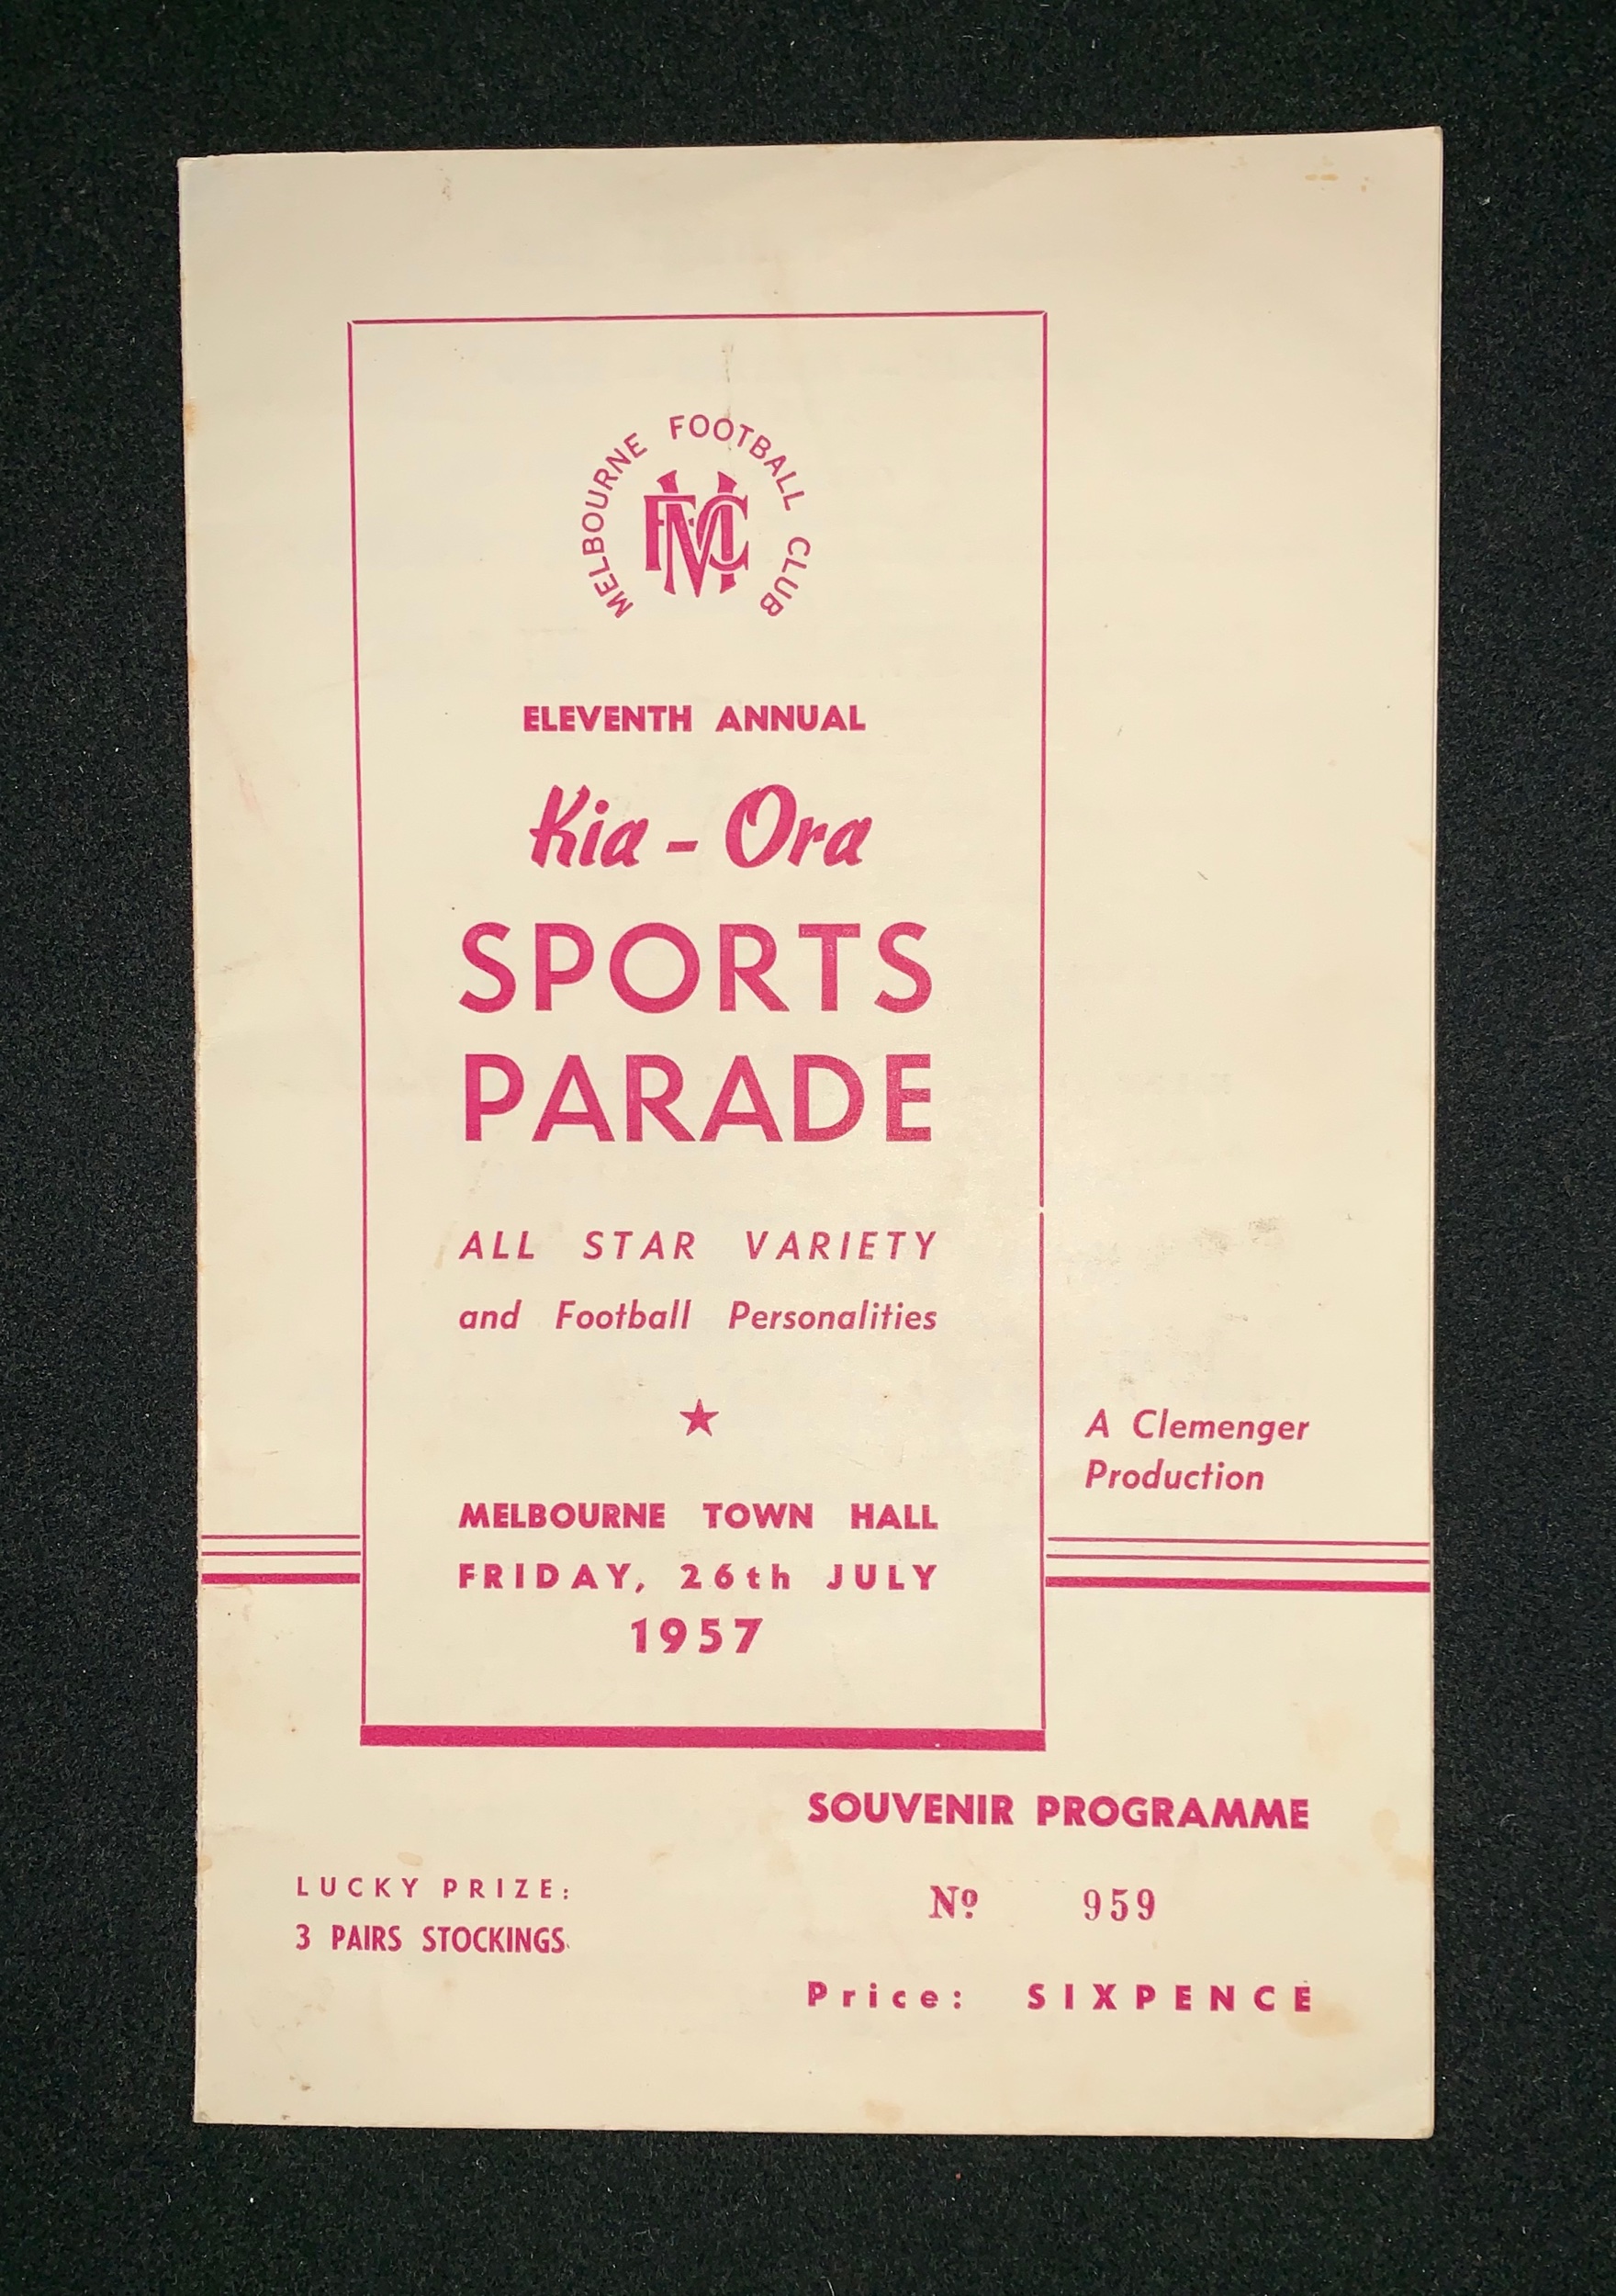 MELBOURNE FOOTBALL CLUB
MFC
ELEVENTH ANNUAL
Kia - Ora
SPORTS
PARADE
ALL STAR VARIETY
and Football Personalities
A Clemenger
Production
MELBOURNE TOWN HALL
FRIDAY, 26th JULY
1957
SOUVENIR PROGRAMME
LUCKY PRIZE:
3 PAIRS STOCKINGS.
Nº 959
Price: SIXPENCE